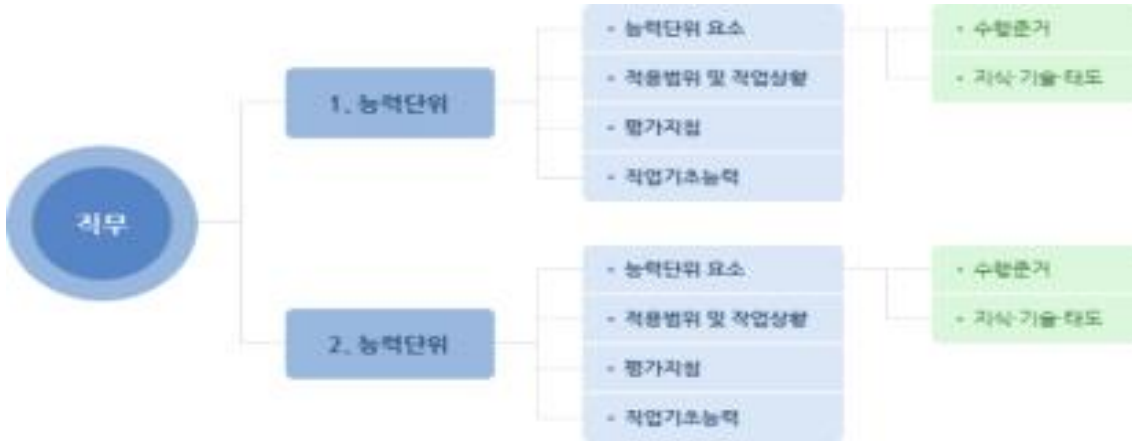 직무
1. 능력단위
• 능력단위 요소
• 적용범위 및 작업상황
• 평가지침
• 직업기초능력
• 수행준거
• 지식·기술·태도
2. 능력단위
• 능력단위 요소
• 적용범위 및 작업상황
• 평가지침
• 직업기초능력
• 수행준거
• 지식·기술·태도